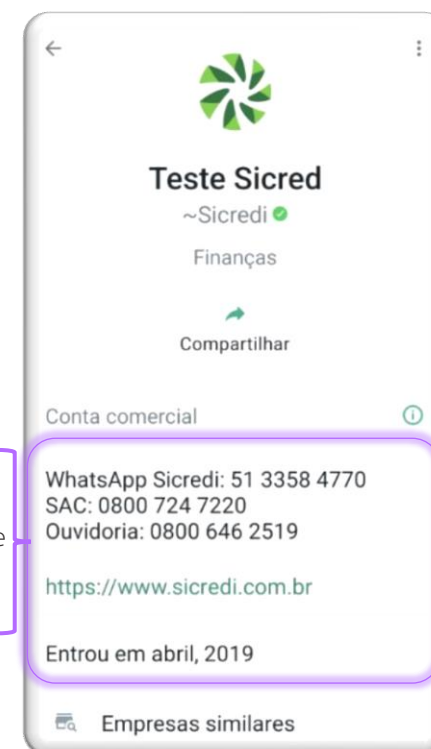 Teste Sicred
~Sicredi
Finanças
Compartilhar
Conta comercial
WhatsApp Sicredi: 51 3358 4770
SAC: 0800 724 7220
Ouvidoria: 0800 646 2519
e
https://www.sicredi.com.br
Entrou em abril, 2019
Empresas similares